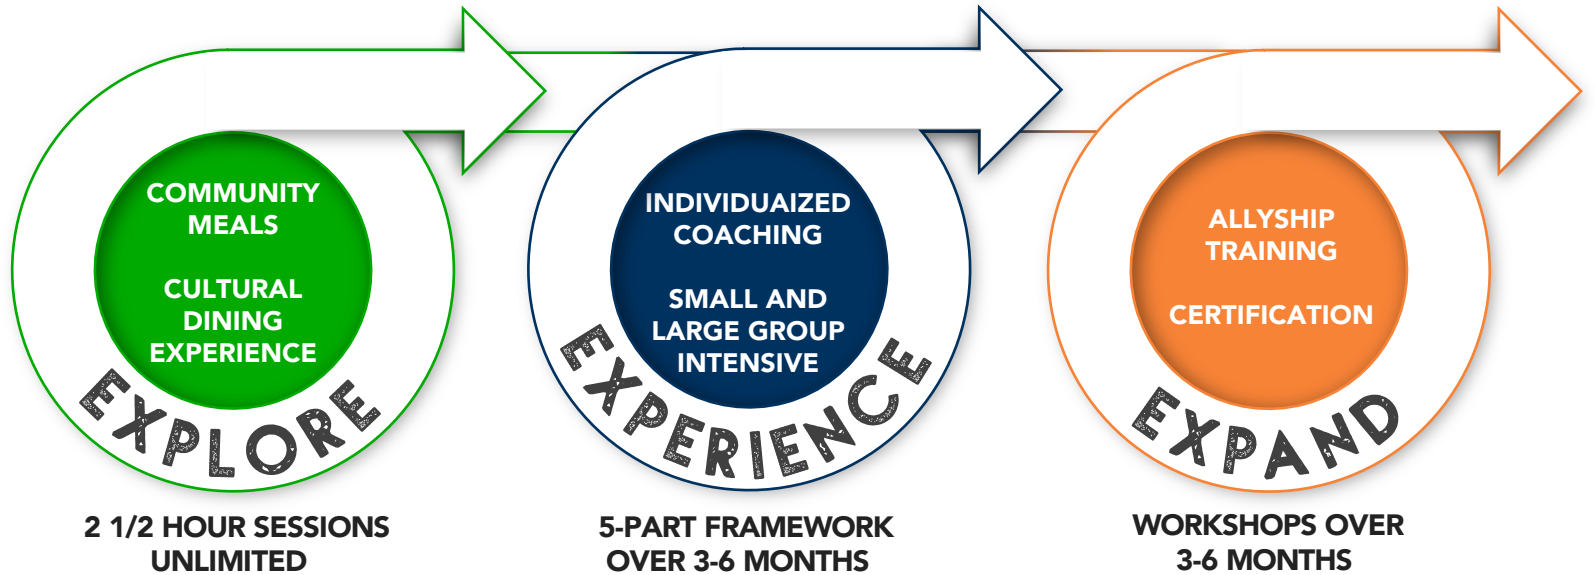 COMMUNITY
MEALS
CULTURAL
DINING
EXPERIENCE
EXPLORE
2 1/2 HOUR SESSIONS
UNLIMITED
INDIVIDUAIZED
COACHING
SMALL AND
LARGE GROUP
INTENSIVE
EXPERIENCE
5-PART FRAMEWORK
OVER 3-6 MONTHS
ALLYSHIP
TRAINING
CERTIFICATION
EXPAND
WORKSHOPS OVER
3-6 MONTHS